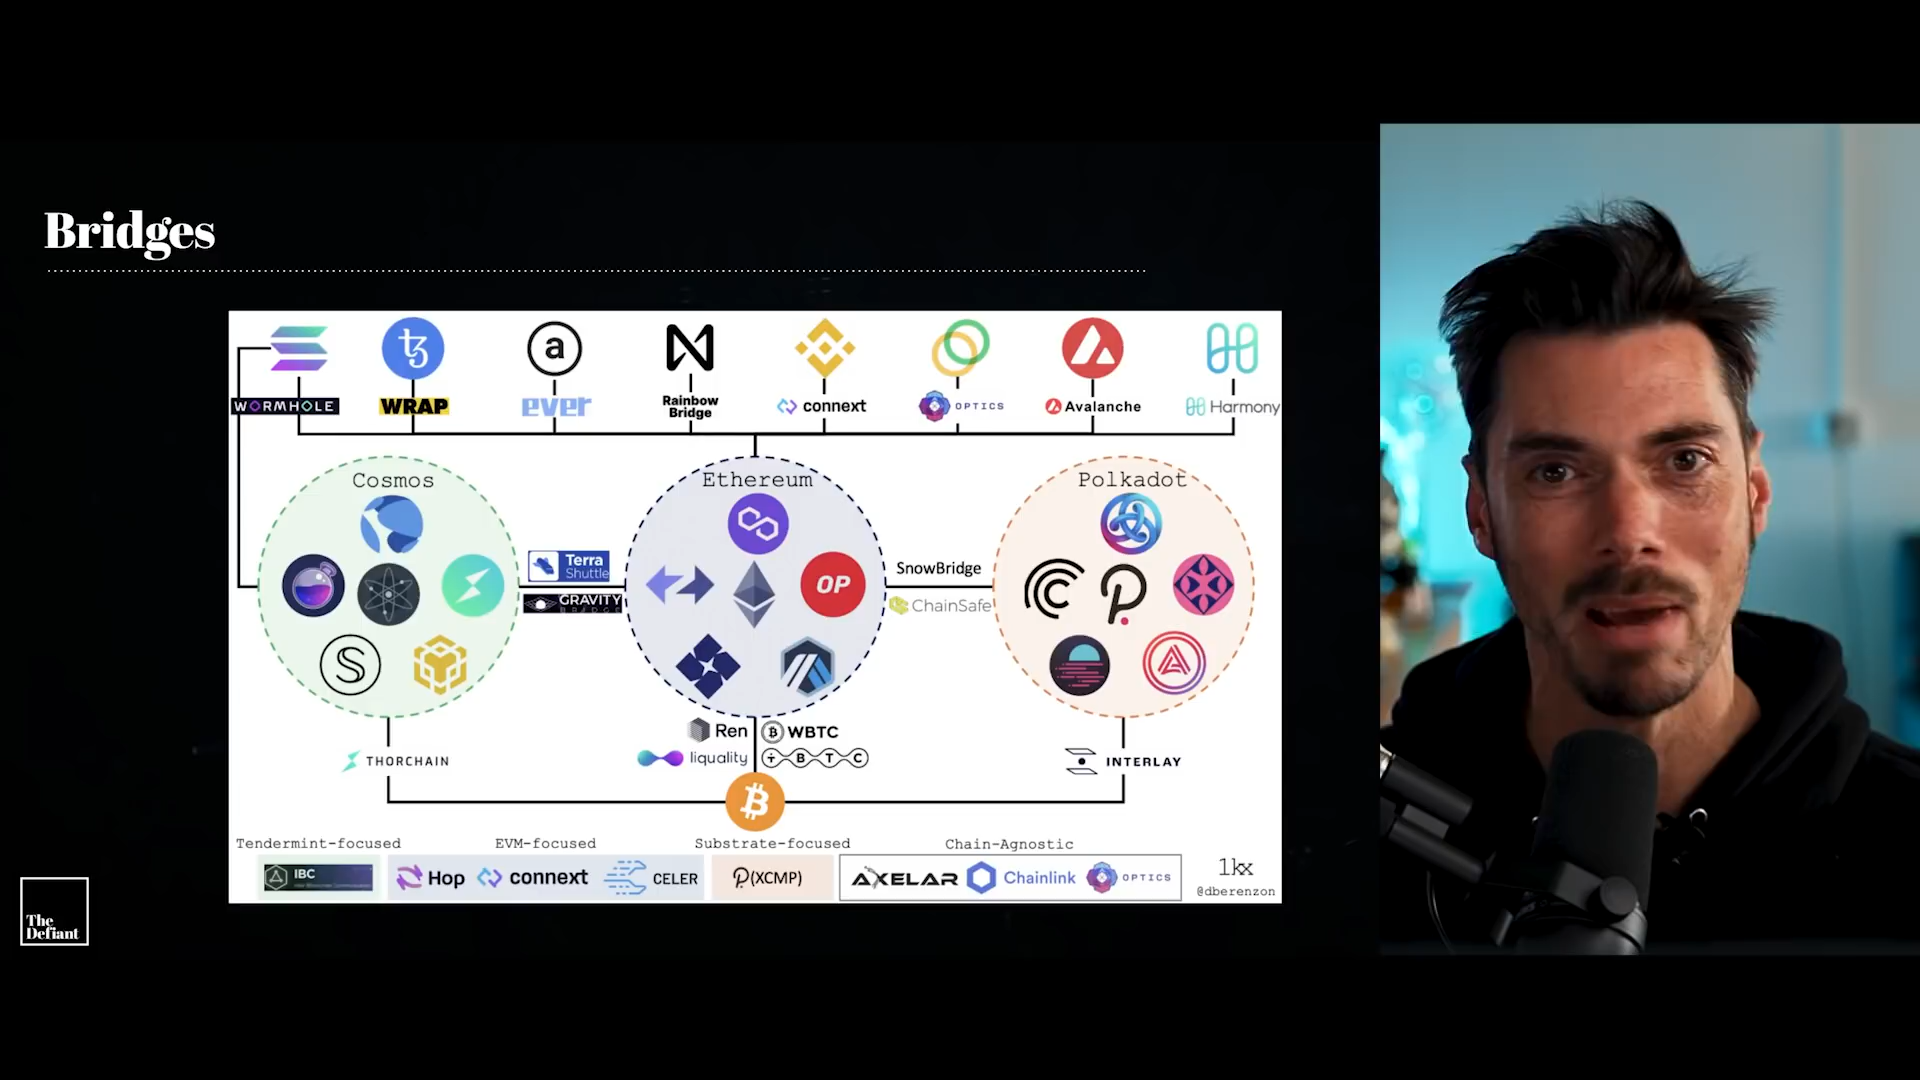 Bridges
WORMHOLE
WRAP
ever
Rainbow
Bridge
connext
OPTICS
Avalanche
Harmony
a
Cosmos
Ethereum
Polkadot
Terra
Shuttle
GRAVITY
BRIDGE
OP
SnowBridge
ChainSafe
S
THORCHAIN
Ren
WBTC
liquality
TBTC
INTERLAY
Tendermint-focused
EVM-focused
Substrate-focused
Chain-Agnostic
IBC
Hop
connext
CELER
(XCMP)
AXELAR
Chainlink
OPTICS
1kx
@dberenzon
The
Defiant